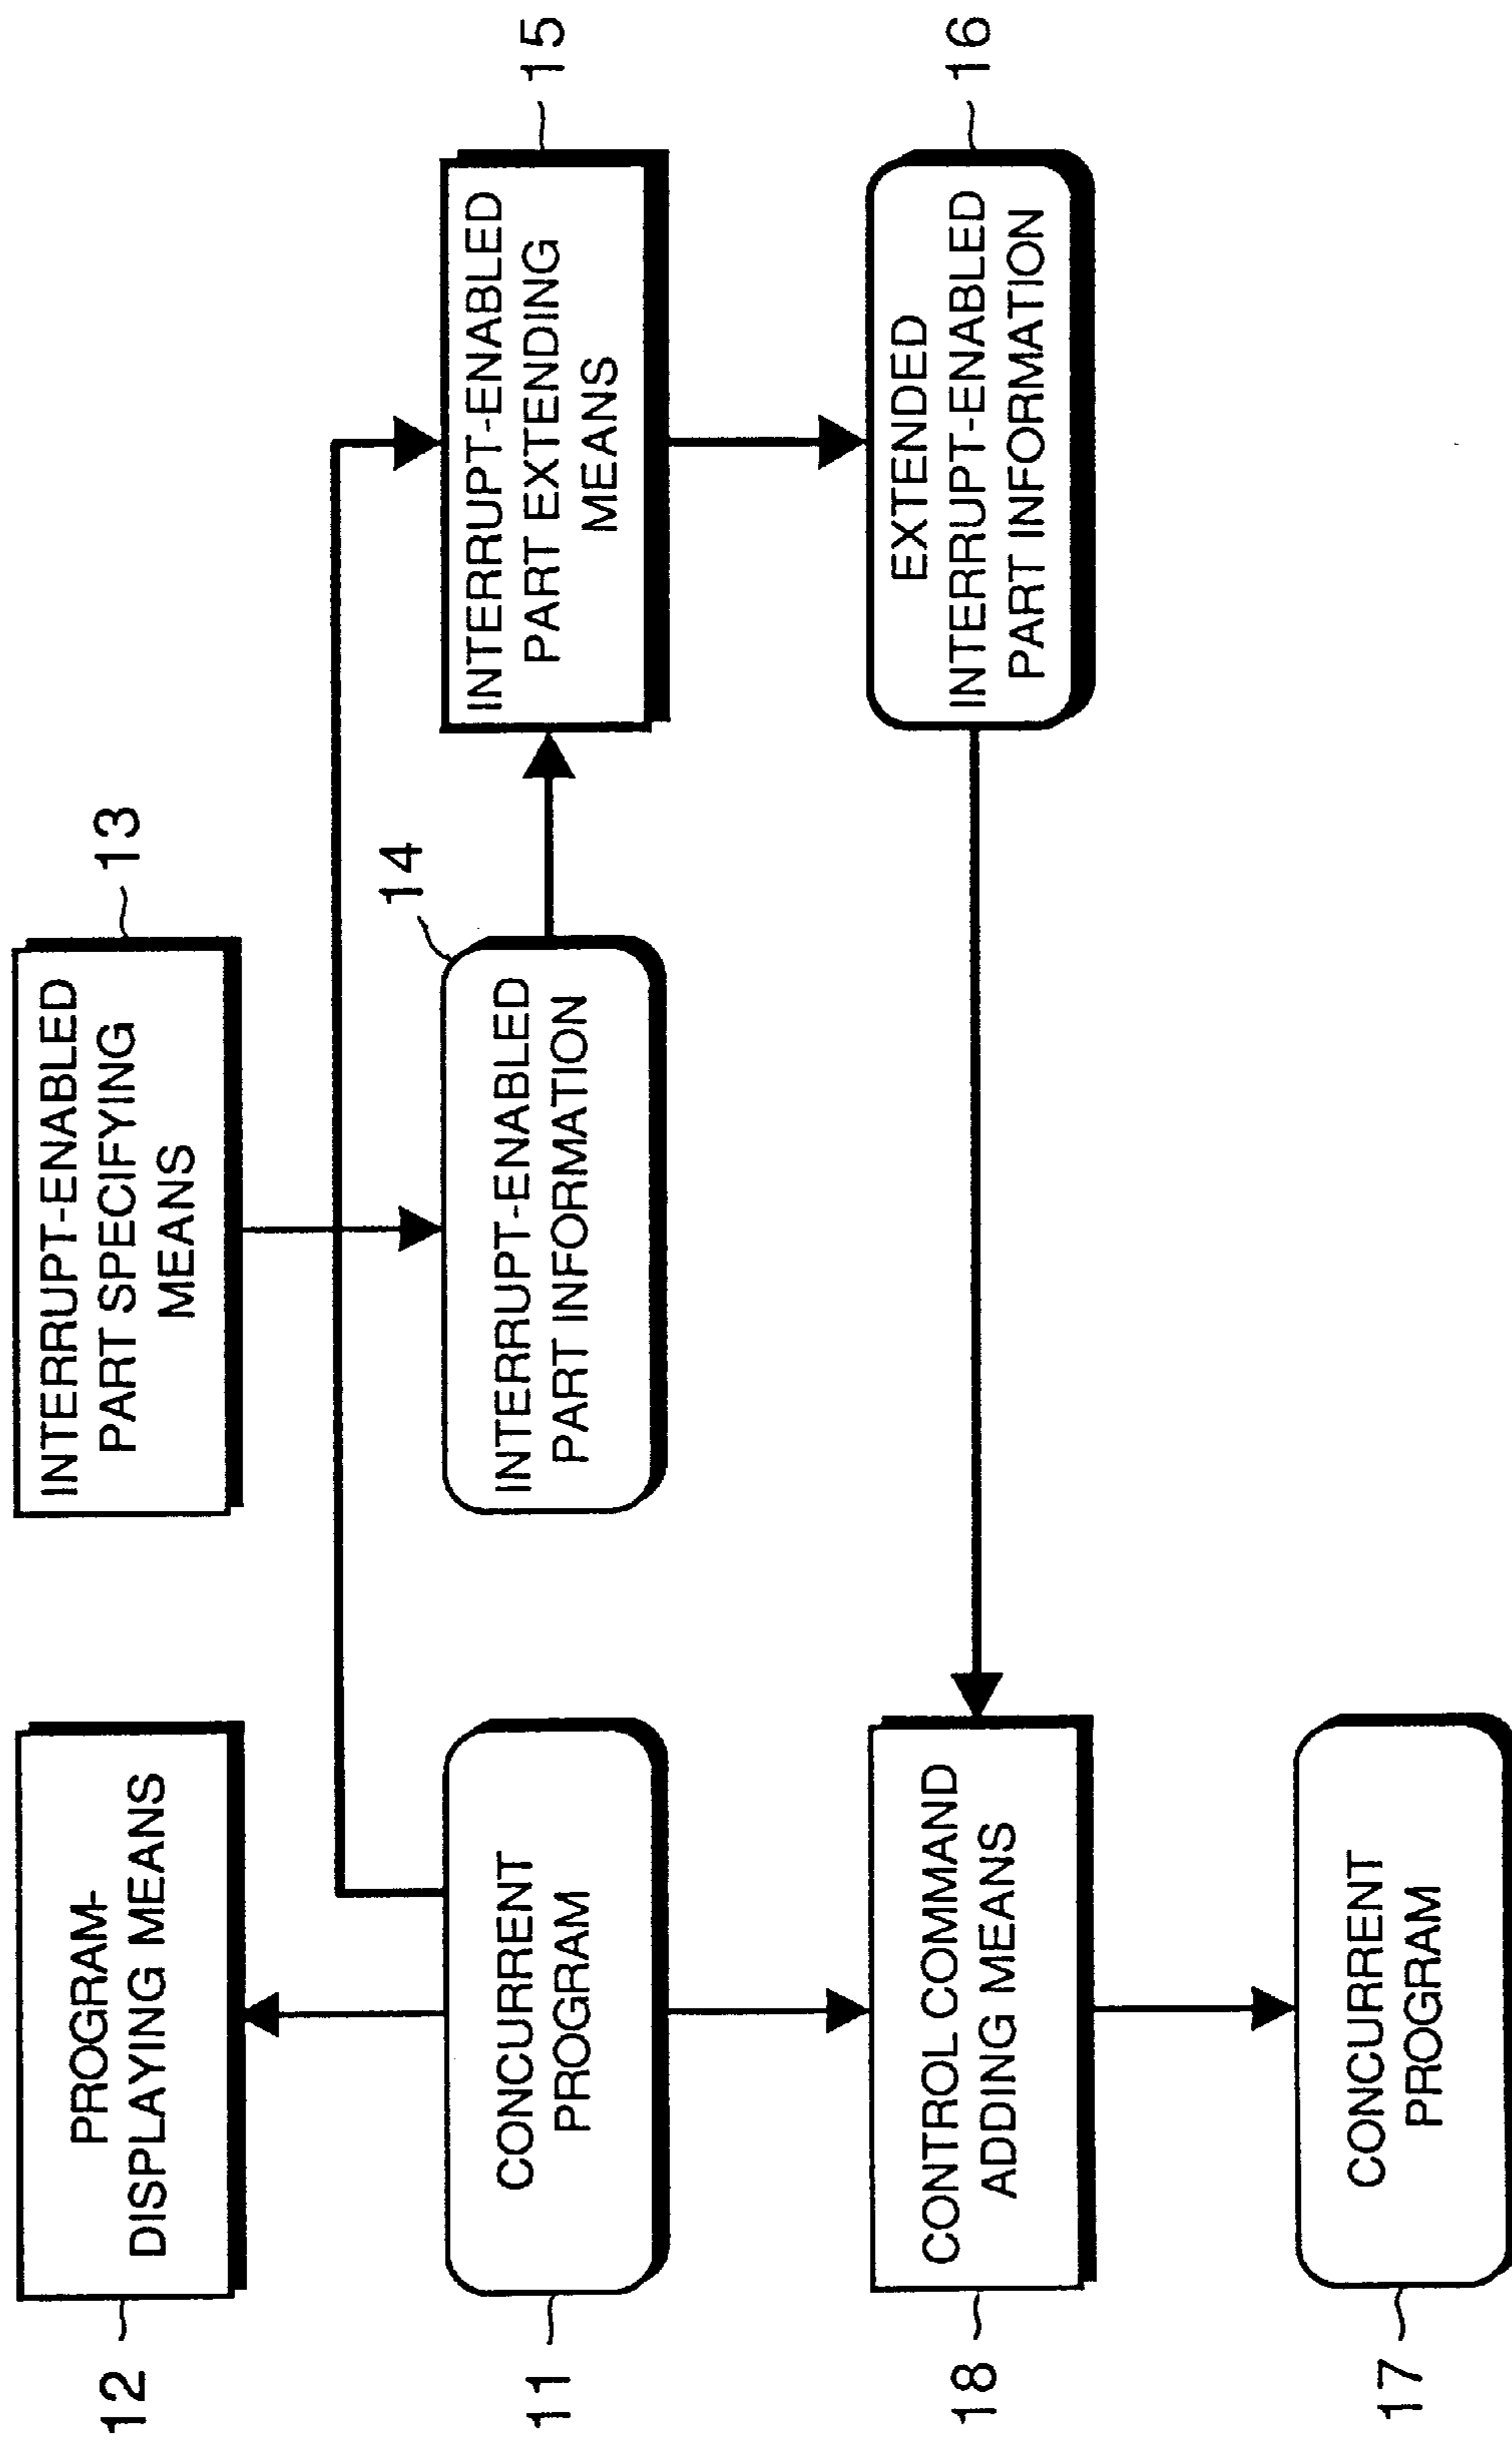 12
PROGRAM-
DISPLAYING MEANS
INTERRUPT-ENABLED
PART SPECIFYING
MEANS
13
11
CONCURRENT
PROGRAM
INTERRUPT-ENABLED
PART INFORMATION
14
INTERRUPT-ENABLED
PART EXTENDING
MEANS
15
18
CONTROL COMMAND
ADDING MEANS
EXTENDED
INTERRUPT-ENABLED
PART INFORMATION
16
17
CONCURRENT
PROGRAM